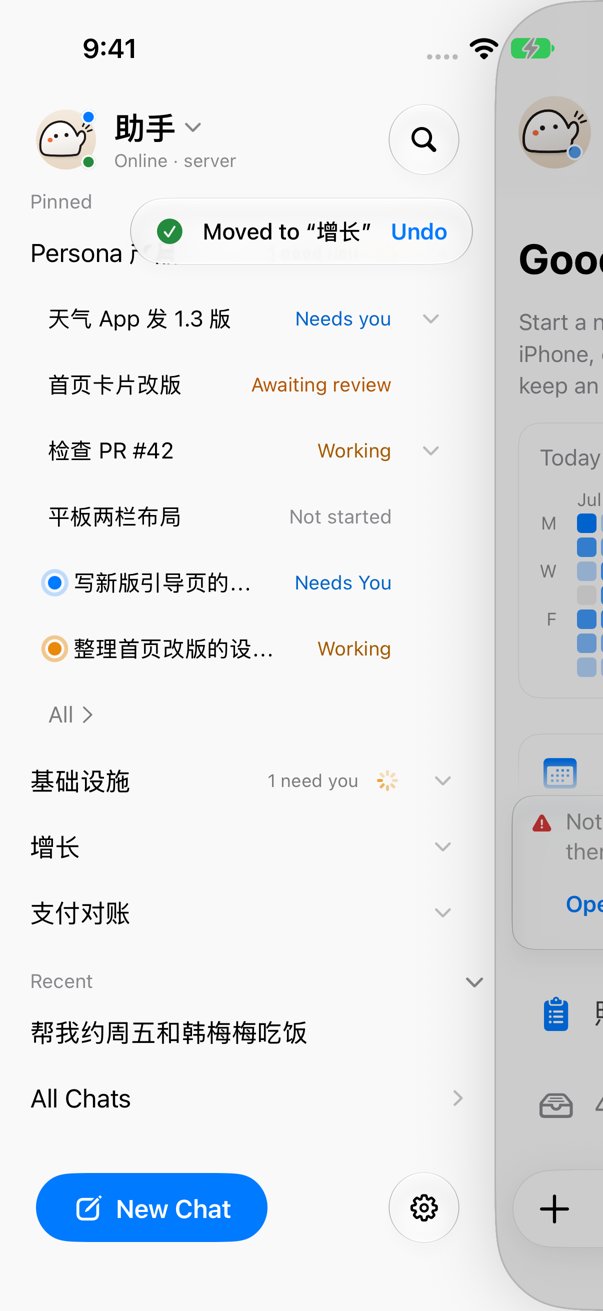 9:41
助手
Online · server
Pinned
Moved to “增长” Undo
Persona
天气 App 发 1.3 版 Needs you
首页卡片改版 Awaiting review
检查 PR #42 Working
平板两栏布局 Not started
写新版引导页的… Needs You
整理首页改版的设… Working
All
基础设施 1 need you
增长
支付对账
Recent
帮我约周五和韩梅梅吃饭
All Chats
New Chat
Goo
Start a n
iPhone,
keep an
Today
Jul
M
W
F
Not
ther
Ope